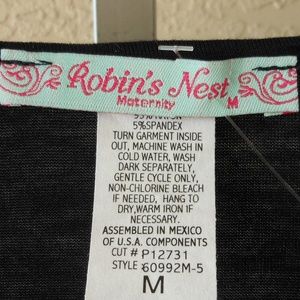 Robin's Nest
Maternity M
5%SPANDEX
TURN GARMENT INSIDE
OUT, MACHINE WASH IN
COLD WATER, WASH
DARK SEPARATELY,
GENTLE CYCLE ONLY,
NON-CHLORINE BLEACH
IF NEEDED, HANG TO
DRY,WARM IRON IF
NECESSARY.
ASSEMBLED IN MEXICO
OF U.S.A. COMPONENTS
CUT # P12731
STYLE 60992M-5
M